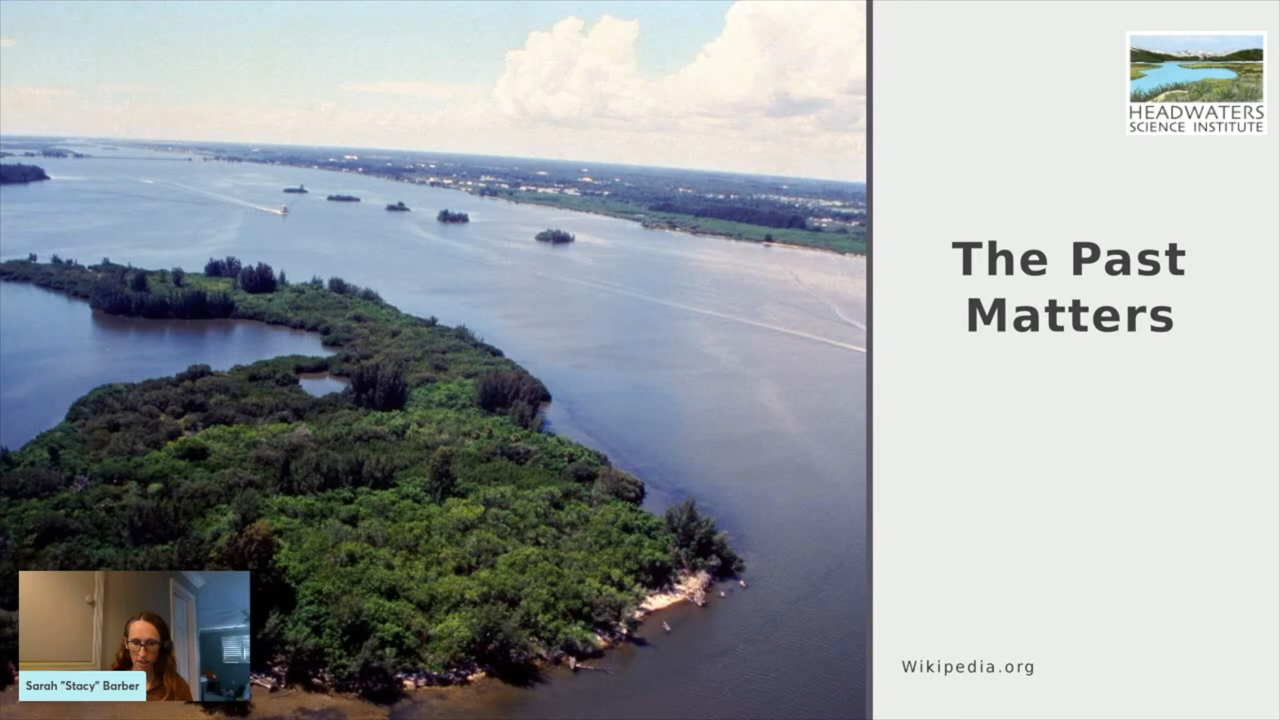 HEADWATERS
SCIENCE INSTITUTE
The Past
Matters
Wikipedia.org
Sarah "Stacy" Barber